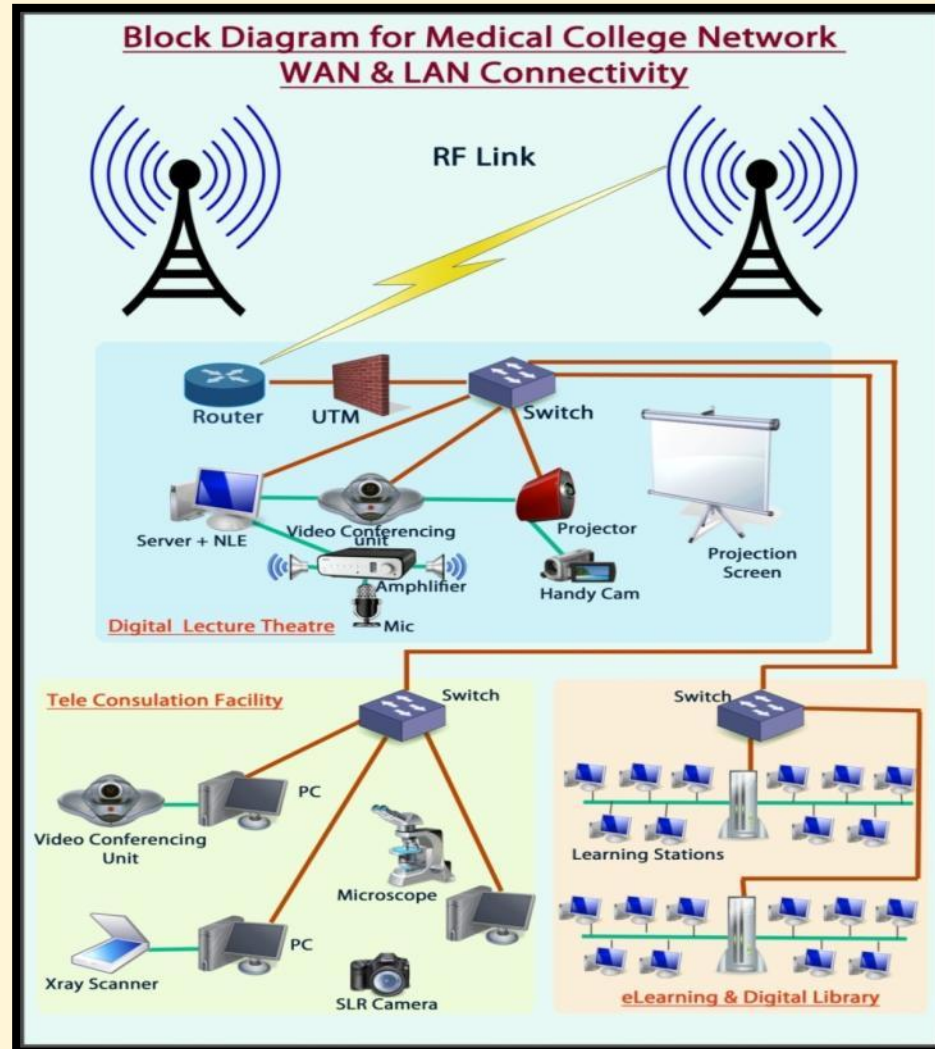 Block Diagram for Medical College Network
WAN & LAN Connectivity
RF Link
Router
UTM
Switch
Server + NLE
Video Conferencing
unit
Projector
Projection
Screen
Amphlifier
Handy Cam
Mic
Digital Lecture Theatre
Tele Consulation Facility
Switch
PC
Video Conferencing
Unit
Microscope
PC
Xray Scanner
SLR Camera
Switch
Learning Stations
eLearning & Digital Library